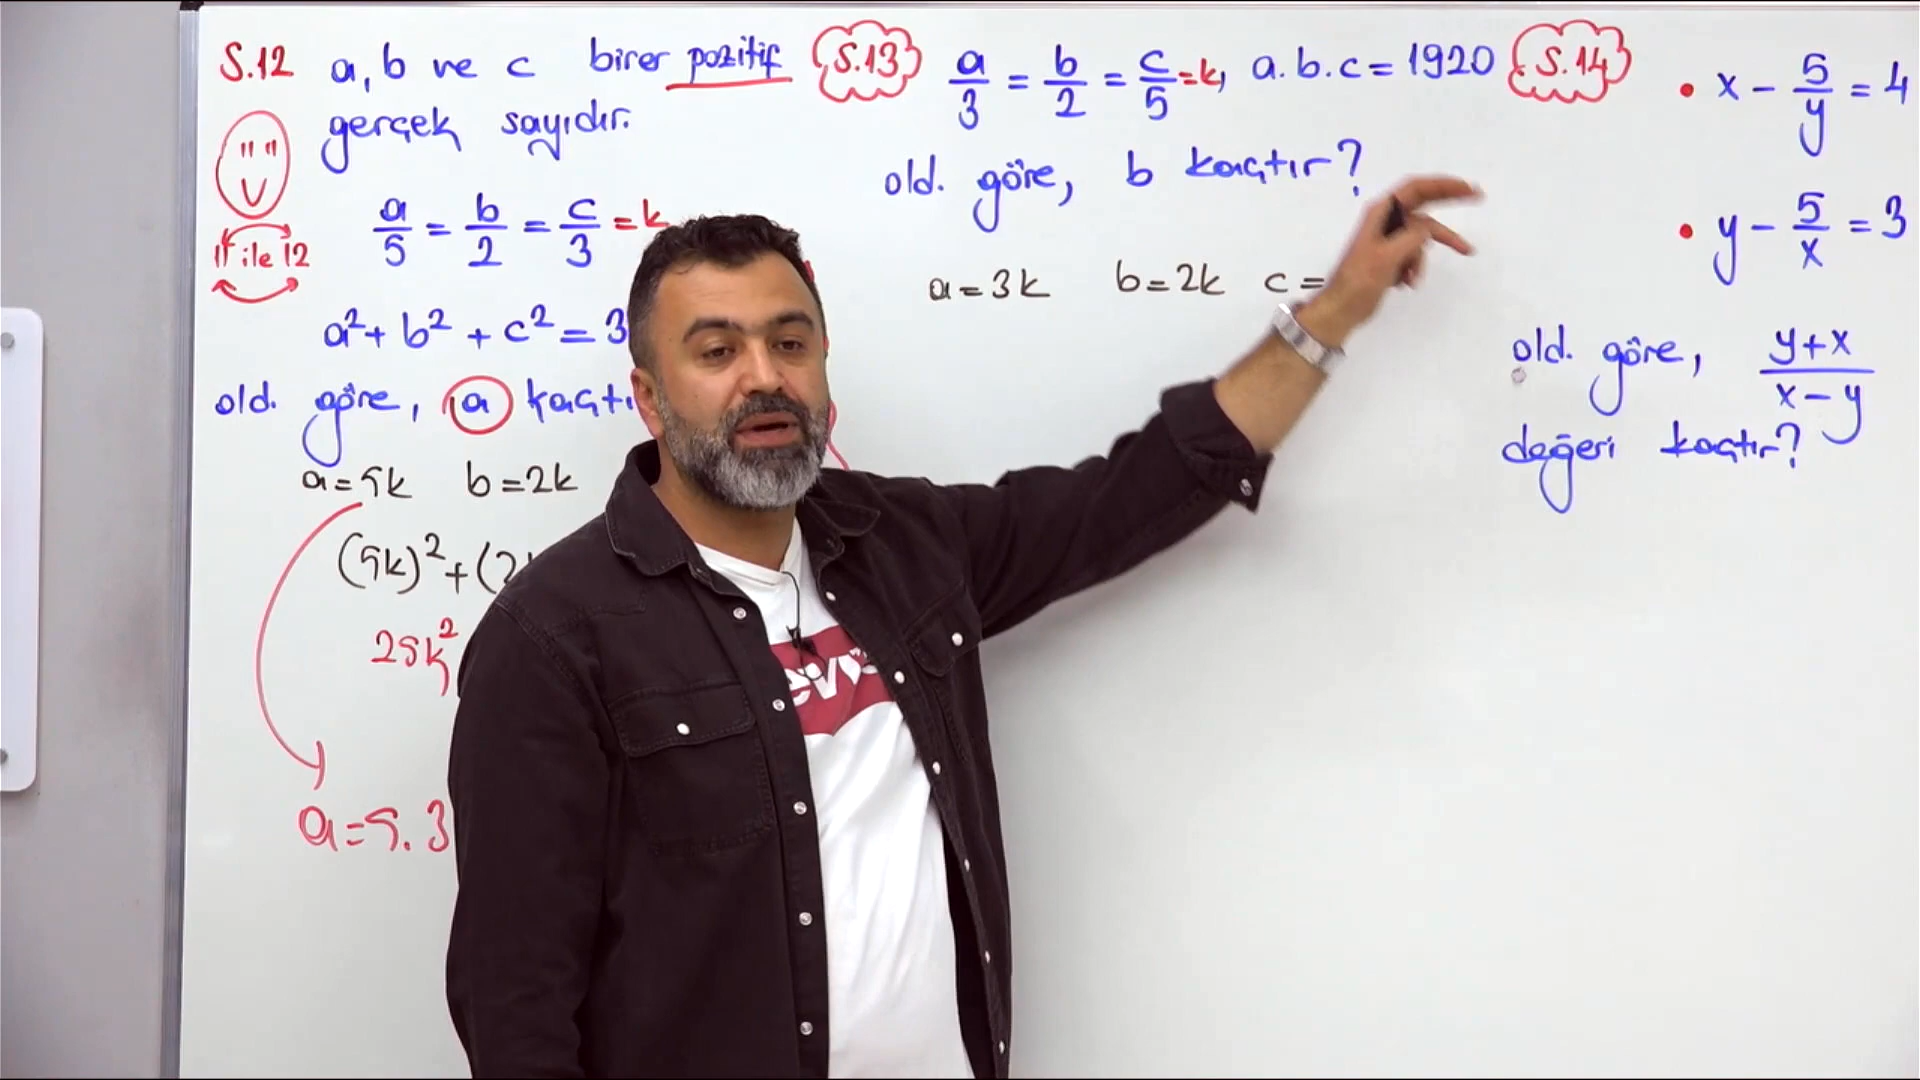 S.12 a, b ve c birer pozitif
gerçek sayıdır.
11 ile 12
a/5 = b/2 = c/3 = k
a² + b² + c² = 3
old. göre, a kaçtı
a = 5k b = 2k
(5k)² + (2
25k²
a = 5.3
S.13 a/3 = b/2 = c/5 = k, a.b.c = 1920
old. göre, b kaçtır?
a = 3k b = 2k c =
S.14
• x - 5/y = 4
• y - 5/x = 3
old. göre, y+x/x-y
değeri kaçtır?